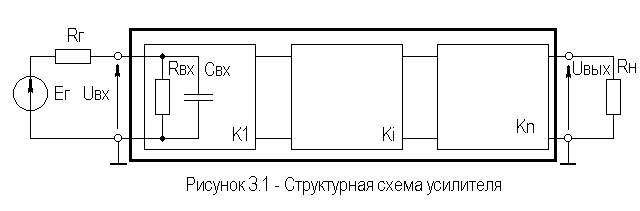 Rг
Eг
Uвх
Rвх
Cвх
K1
Ki
Kn
Uвых
Rн
Рисунок 3.1 - Структурная схема усилителя